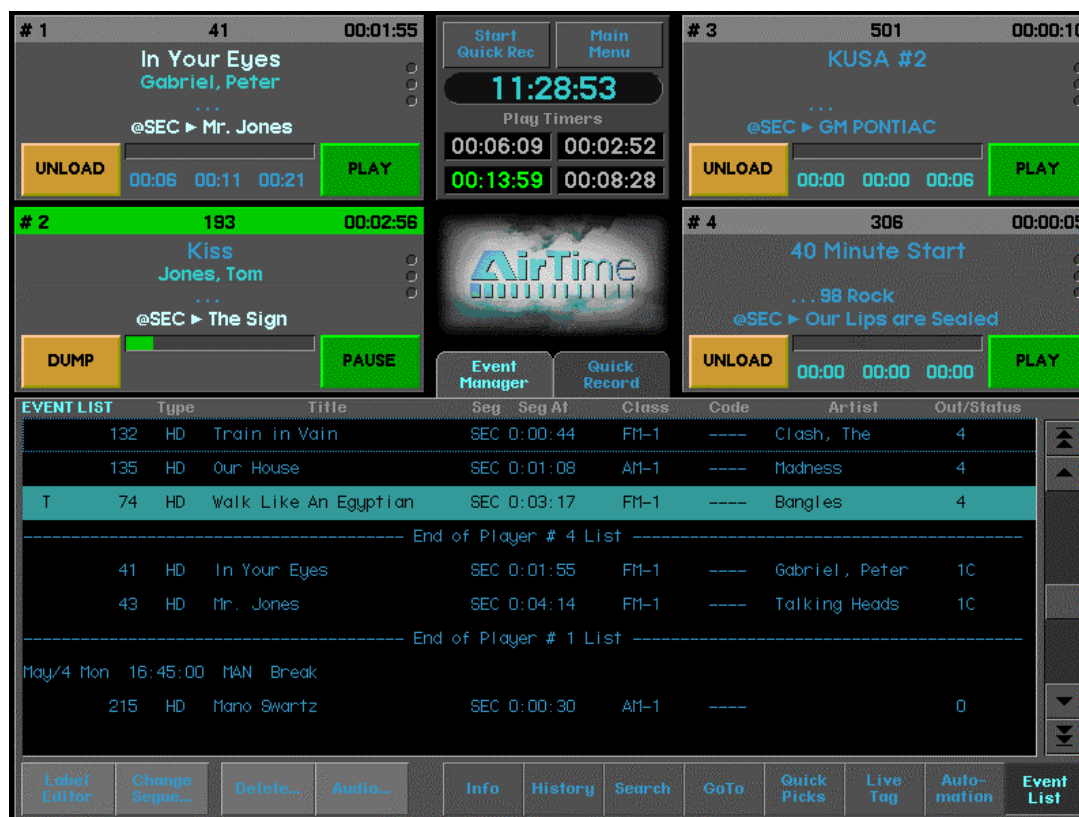 # 1 41 00:01:55
In Your Eyes
Gabriel, Peter
...
@SEC ► Mr. Jones
UNLOAD 00:06 00:11 00:21 PLAY
# 2 193 00:02:56
Kiss
Jones, Tom
...
@SEC ► The Sign
DUMP PAUSE
Start Quick Rec
Main Menu
11:28:53
Play Timers
00:06:09 00:02:52
00:13:59 00:08:28
AirTime
Event Manager
Quick Record
# 3 501 00:00:10
KUSA #2
...
@SEC ► GM PONTIAC
UNLOAD 00:00 00:00 00:06 PLAY
# 4 306 00:00:05
40 Minute Start
... 98 Rock
@SEC ► Our Lips are Sealed
UNLOAD 00:00 00:00 00:00 PLAY
EVENT LIST Type Title Seg Seg At Class Code Artist Out/Status
132 HD Train in Vain SEC 0:00:44 FM-1 ---- Clash, The 4
135 HD Our House SEC 0:01:08 AM-1 ---- Madness 4
T 74 HD Walk Like An Egyptian SEC 0:03:17 FM-1 ---- Bangles 4
End of Player # 4 List
41 HD In Your Eyes SEC 0:01:55 FM-1 ---- Gabriel, Peter 1C
43 HD Mr. Jones SEC 0:04:14 FM-1 ---- Talking Heads 1C
End of Player # 1 List
May/4 Mon 16:45:00 MAN Break
215 HD Mano Swartz SEC 0:00:30 AM-1 ---- 0
Label Editor
Change Segue...
Delete...
Audio...
Info
History
Search
GoTo
Quick Picks
Live Tag
Auto-mation
Event List